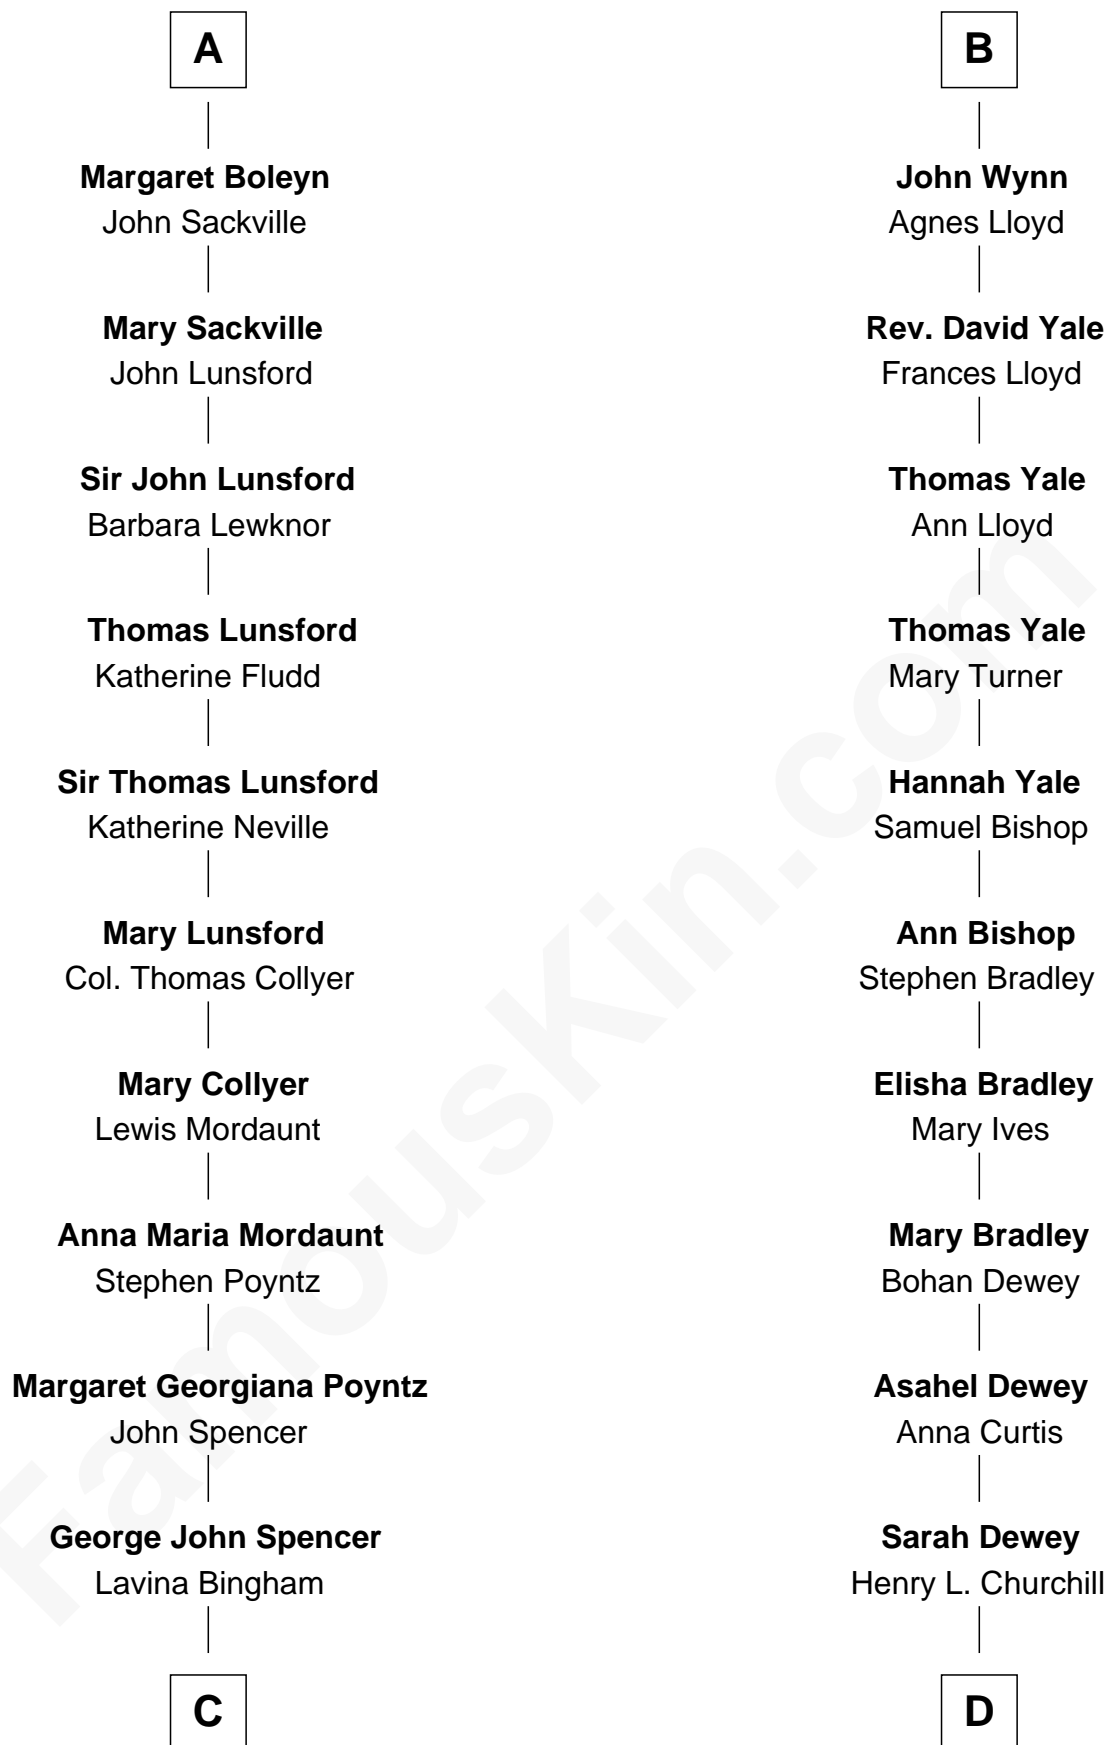 A
Margaret Boleyn
John Sackville
Mary Sackville
John Lunsford
Sir John Lunsford
Barbara Lewknor
Thomas Lunsford
Katherine Fludd
Sir Thomas Lunsford
Katherine Neville
Mary Lunsford
Col. Thomas Collyer
Mary Collyer
Lewis Mordaunt
Anna Maria Mordaunt
Stephen Poyntz
Margaret Georgiana Poyntz
John Spencer
George John Spencer
Lavina Bingham
C
B
John Wynn
Agnes Lloyd
Rev. David Yale
Frances Lloyd
Thomas Yale
Ann Lloyd
Thomas Yale
Mary Turner
Hannah Yale
Samuel Bishop
Ann Bishop
Stephen Bradley
Elisha Bradley
Mary Ives
Mary Bradley
Bohan Dewey
Asahel Dewey
Anna Curtis
Sarah Dewey
Henry L. Churchill
D
FamousKin.com